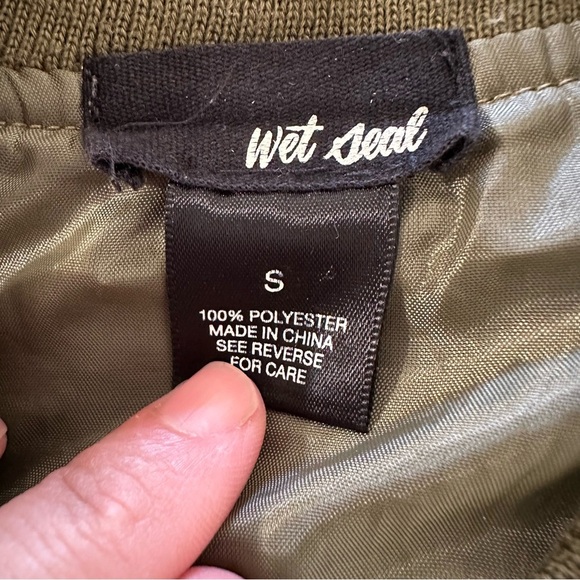 Wet Seal
S
100% POLYESTER
MADE IN CHINA
SEE REVERSE
FOR CARE